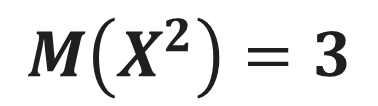 M(X²) = 3